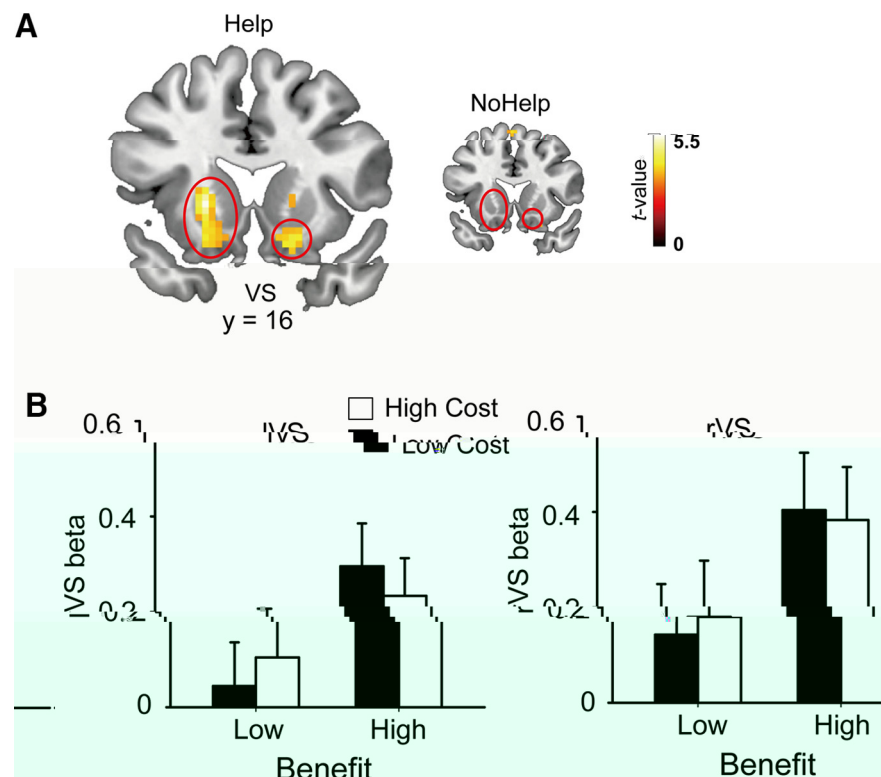 A
Help
NoHelp
5.5
t-value
0
VS
y = 16
B
High Cost
Low Cost
0.6
lVS
0.4
0.2
0
lVS beta
Low
High
Benefit
0.6
rVS
0.4
0.2
0
rVS beta
Low
High
Benefit